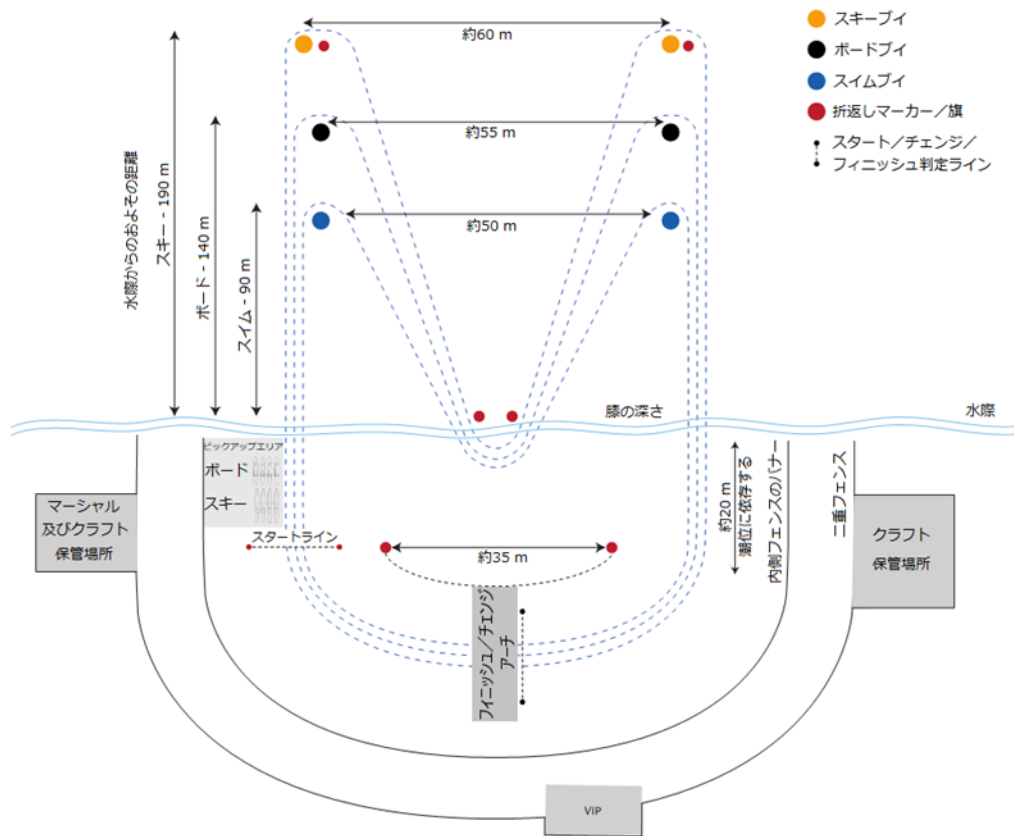 約60 m
スキーブイ
ボードブイ
スイムブイ
折返しマーカー／旗
スタート／チェンジ／
フィニッシュ判定ライン
約55 m
約50 m
水際からのおよその距離
スキー - 190 m
ボード - 140 m
スイム - 90 m
膝の深さ
水際
ピックアップエリア
ボード
スキー
マーシャル
及びクラフト
保管場所
スタートライン
約35 m
約20 m
潮位に依存する
内側フェンスのバナー
二重フェンス
クラフト
保管場所
フィニッシュ／チェンジ
アーチ
VIP